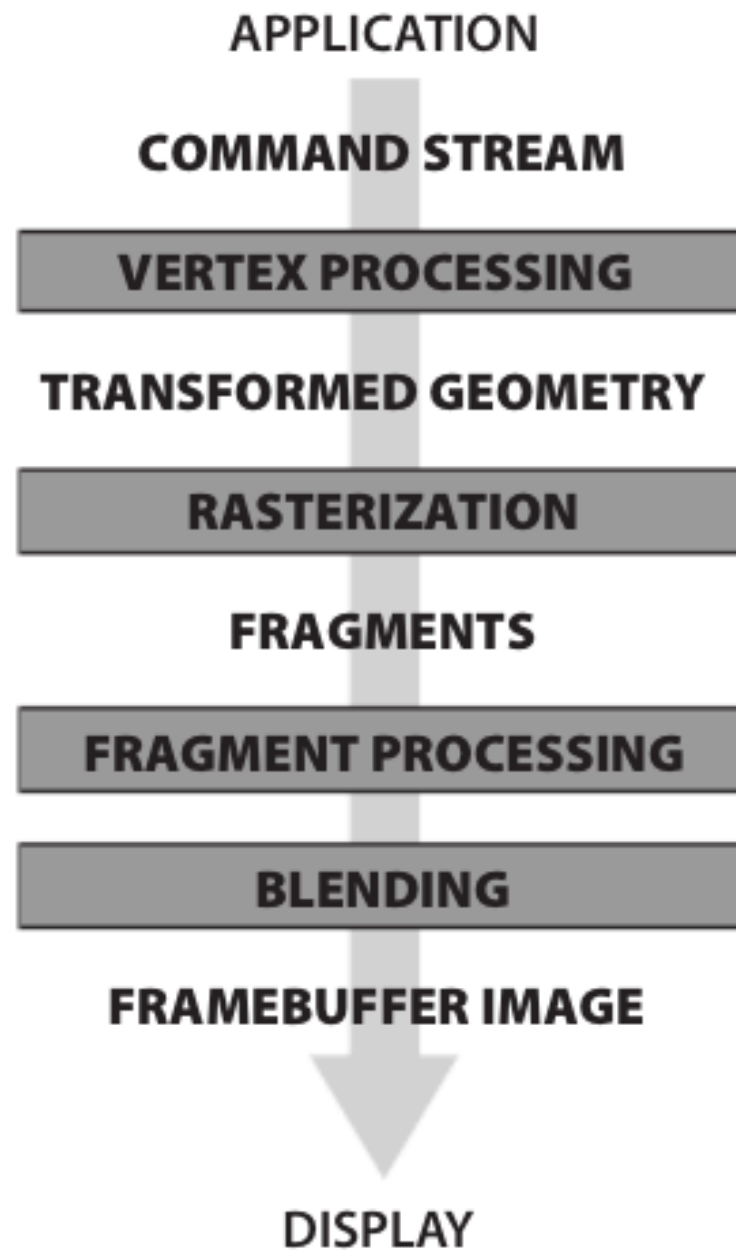 APPLICATION
COMMAND STREAM
VERTEX PROCESSING
TRANSFORMED GEOMETRY
RASTERIZATION
FRAGMENTS
FRAGMENT PROCESSING
BLENDING
FRAMEBUFFER IMAGE
DISPLAY